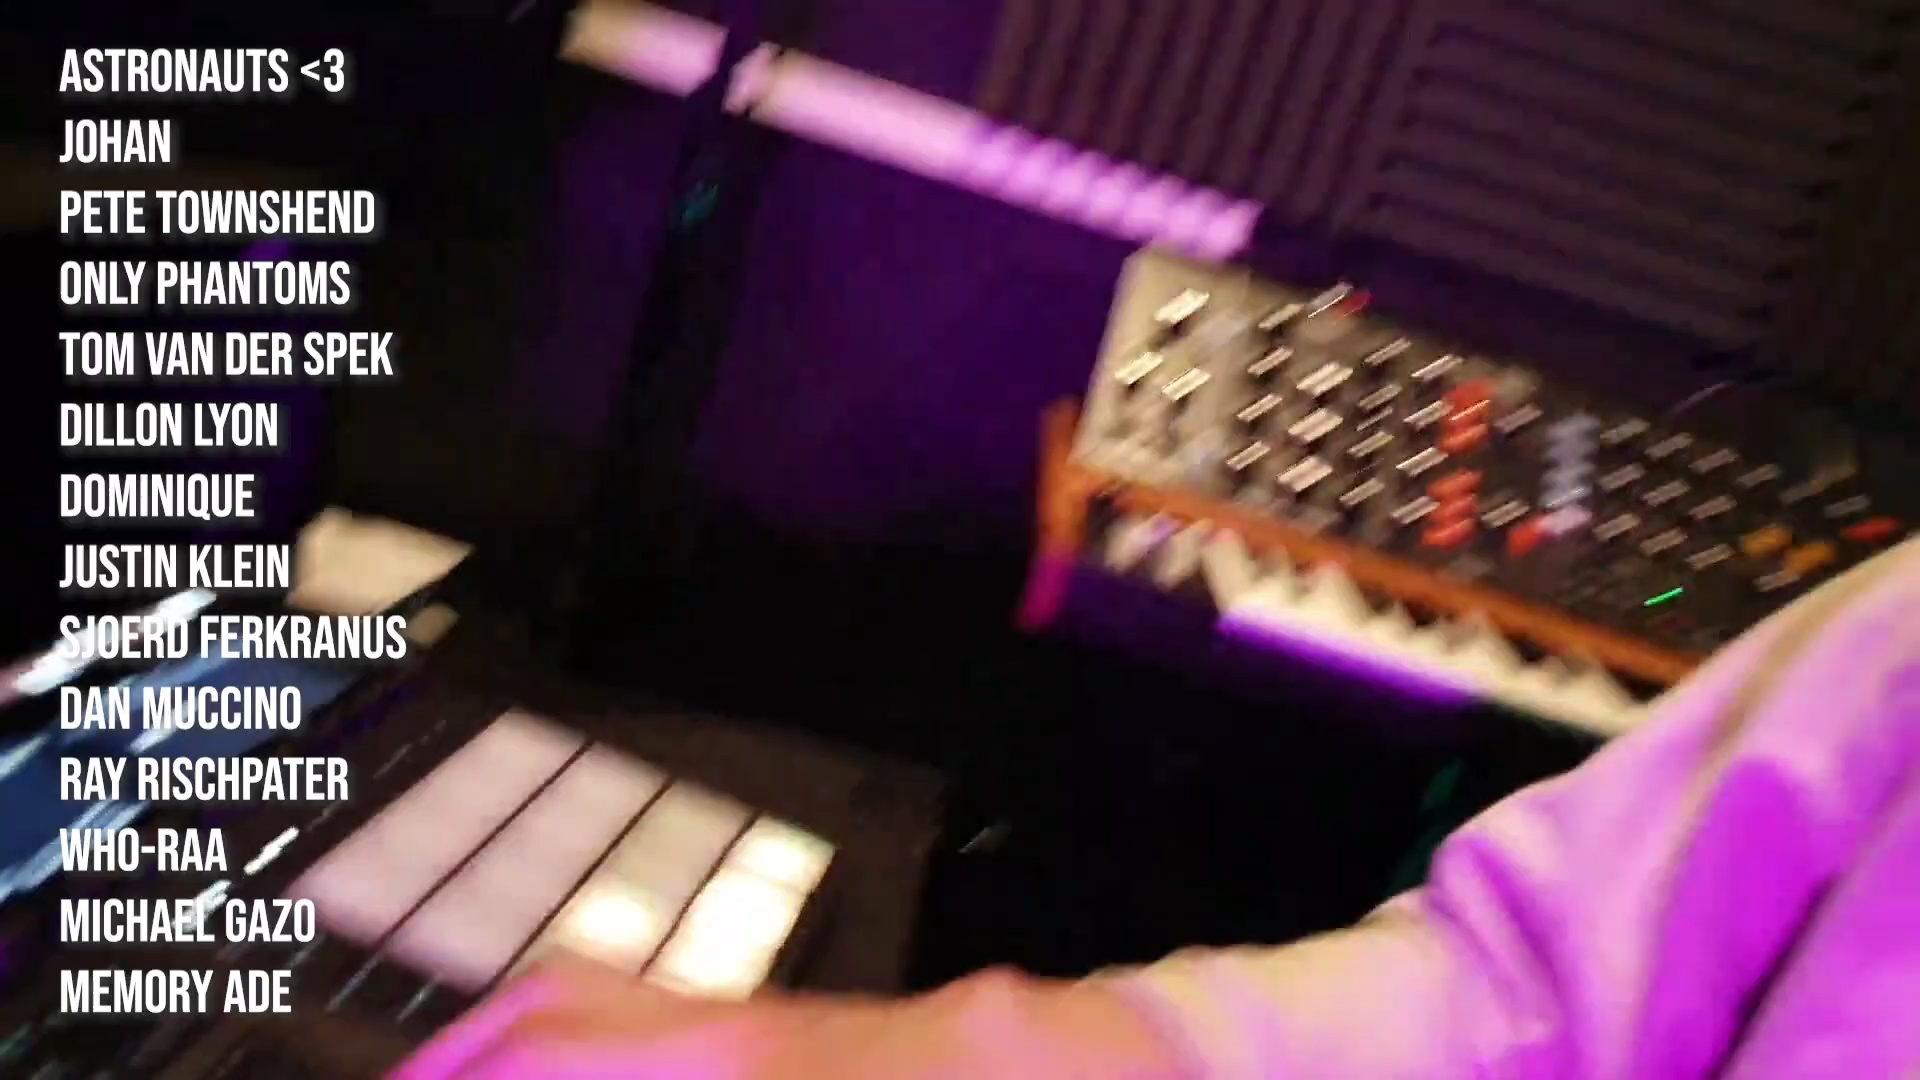 ASTRONAUTS <3
JOHAN
PETE TOWNSHEND
ONLY PHANTOMS
TOM VAN DER SPEK
DILLON LYON
DOMINIQUE
JUSTIN KLEIN
SJOERD FERKRANUS
DAN MUCCINO
RAY RISCHPATER
WHO-RAA
MICHAEL GAZO
MEMORY ADE